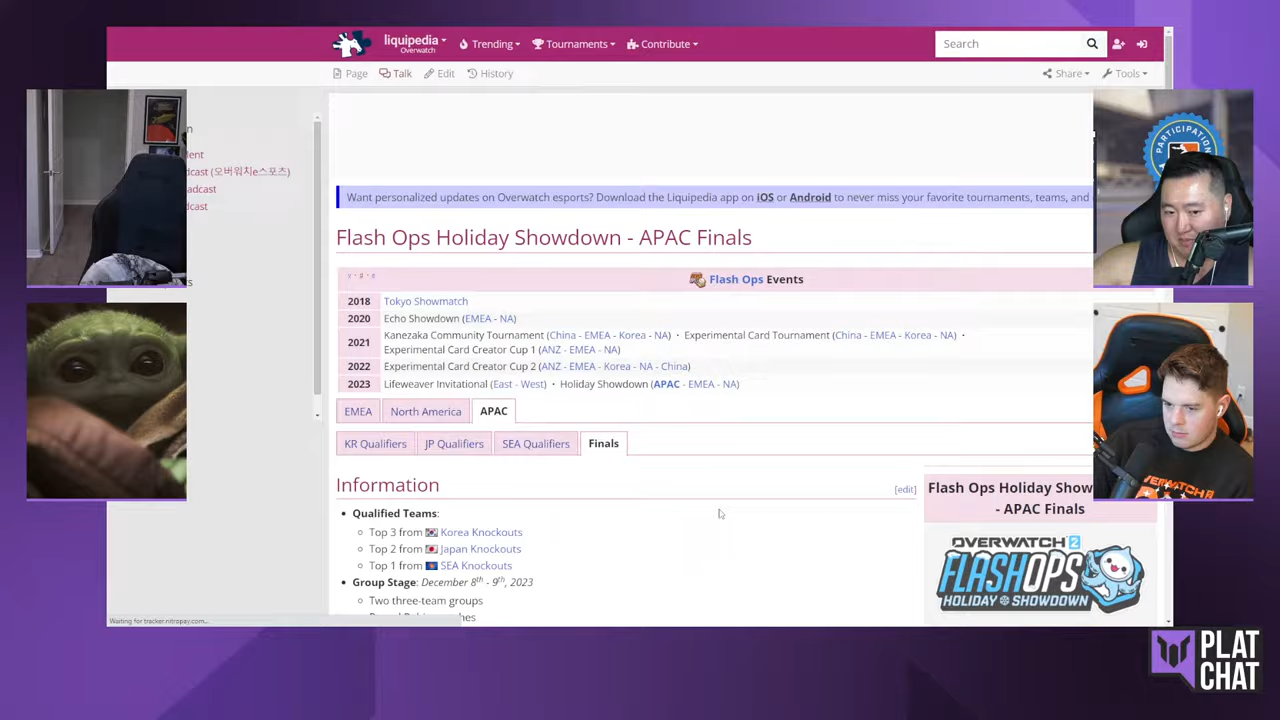 liquipedia
Overwatch
Trending
Tournaments
Contribute
Search
Page
Talk
Edit
History
Share
Tools
PARTICIPATION
dcast (오버워치e스포츠)
adcast
dcast
Want personalized updates on Overwatch esports? Download the Liquipedia app on iOS or Android to never miss your favorite tournaments, teams, and
Flash Ops Holiday Showdown - APAC Finals
Flash Ops Events
2018 Tokyo Showmatch
2020 Echo Showdown (EMEA - NA)
2021 Kanezaka Community Tournament (China - EMEA - Korea - NA) · Experimental Card Tournament (China - EMEA - Korea - NA) ·
Experimental Card Creator Cup 1 (ANZ - EMEA - NA)
2022 Experimental Card Creator Cup 2 (ANZ - EMEA - Korea - NA - China)
2023 Lifeweaver Invitational (East - West) · Holiday Showdown (APAC - EMEA - NA)
EMEA North America APAC
KR Qualifiers JP Qualifiers SEA Qualifiers Finals
Information
[edit]
Qualified Teams:
Top 3 from Korea Knockouts
Top 2 from Japan Knockouts
Top 1 from SEA Knockouts
Group Stage: December 8th - 9th, 2023
Two three-team groups
Flash Ops Holiday Show
- APAC Finals
OVERWATCH 2
FLASHOPS
HOLIDAY SHOWDOWN
Waiting for tracker.nitropay.com...
PLAT
CHAT